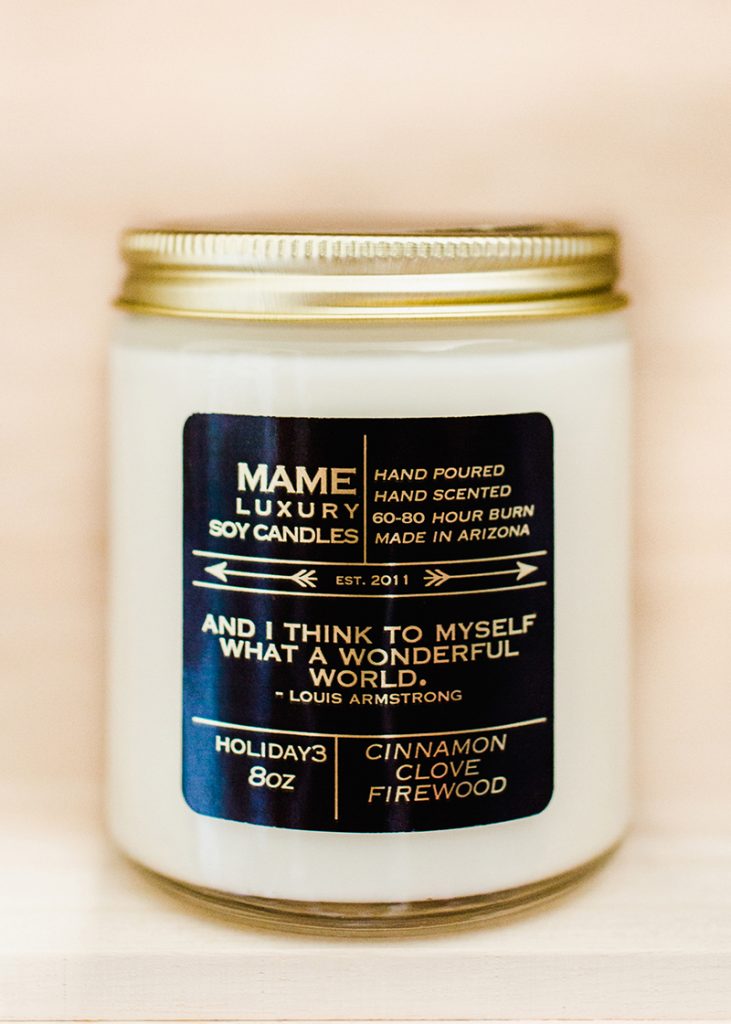 MAME
LUXURY
SOY CANDLES
HAND POURED
HAND SCENTED
60-80 HOUR BURN
MADE IN ARIZONA
EST. 2011
AND I THINK TO MYSELF
WHAT A WONDERFUL
WORLD.
- LOUIS ARMSTRONG
HOLIDAY3
8OZ
CINNAMON
CLOVE
FIREWOOD